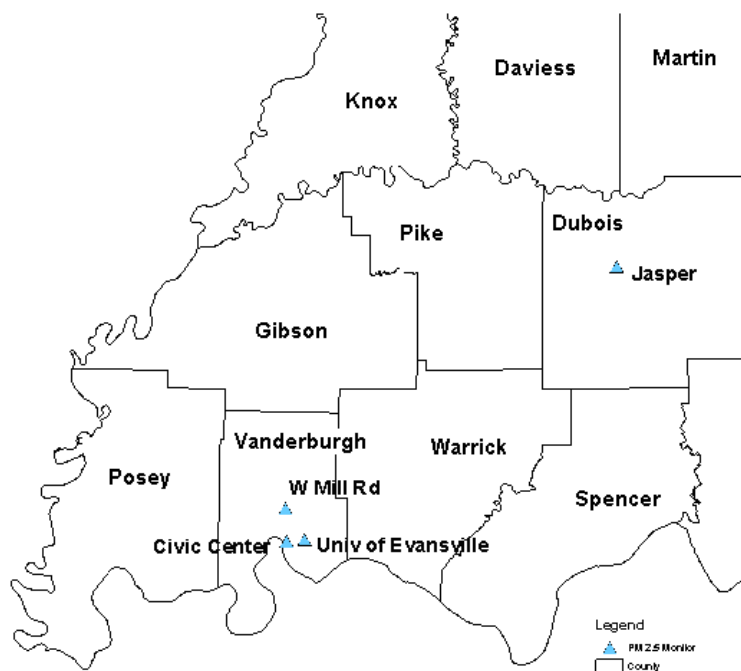 Martin
Daviess
Knox
Dubois
Pike
Jasper
Gibson
Vanderburgh
Warrick
Posey
W Mill Rd
Spencer
Civic Center
Univ of Evansville
Legend
PM 2.5 Monitor
County